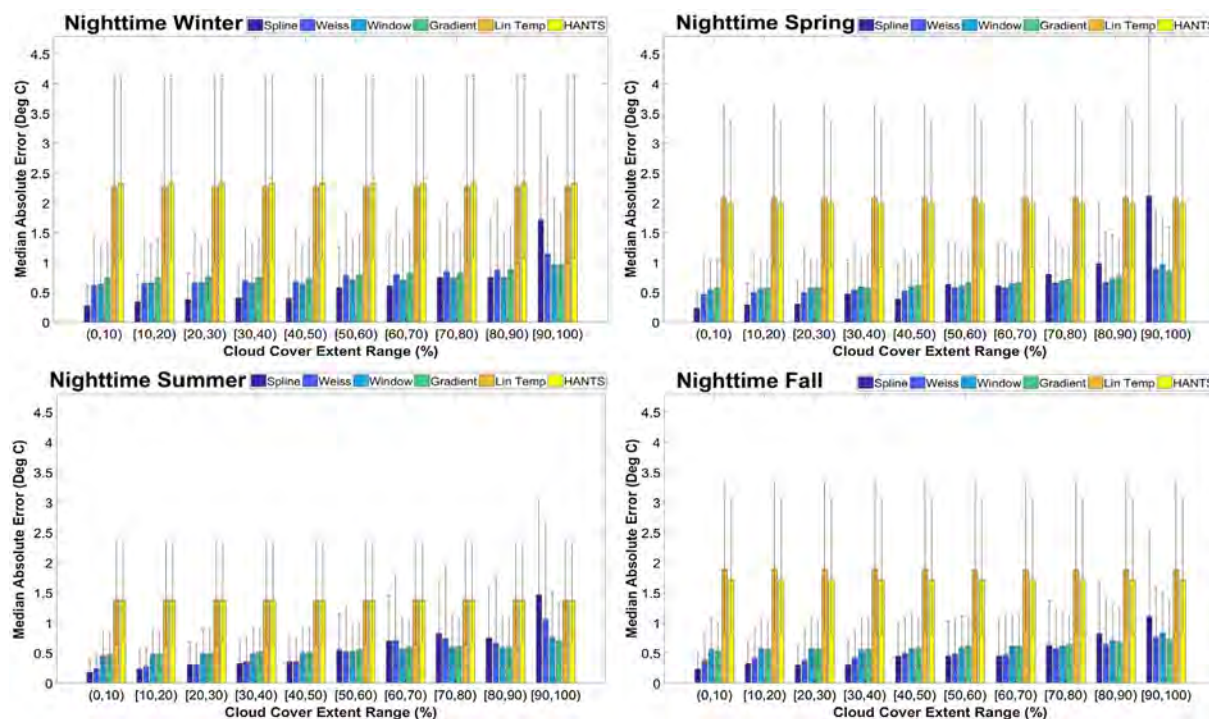 Nighttime Winter
Spline Weiss Window Gradient Lin Temp HANTS
Median Absolute Error (Deg C)
4.5
4
3.5
3
2.5
2
1.5
1
0.5
0
(0,10) [10,20) [20,30) [30,40) [40,50) [50,60) [60,70) [70,80) [80,90) [90,100)
Cloud Cover Extent Range (%)
Nighttime Spring
Spline Weiss Window Gradient Lin Temp HANTS
Median Absolute Error (Deg C)
4.5
4
3.5
3
2.5
2
1.5
1
0.5
0
(0,10) [10,20) [20,30) [30,40) [40,50) [50,60) [60,70) [70,80) [80,90) [90,100)
Cloud Cover Extent Range (%)
Nighttime Summer
Spline Weiss Window Gradient Lin Temp HANTS
Median Absolute Error (Deg C)
4.5
4
3.5
3
2.5
2
1.5
1
0.5
0
(0,10) [10,20) [20,30) [30,40) [40,50) [50,60) [60,70) [70,80) [80,90) [90,100)
Cloud Cover Extent Range (%)
Nighttime Fall
Spline Weiss Window Gradient Lin Temp HANTS
Median Absolute Error (Deg C)
4.5
4
3.5
3
2.5
2
1.5
1
0.5
0
(0,10) [10,20) [20,30) [30,40) [40,50) [50,60) [60,70) [70,80) [80,90) [90,100)
Cloud Cover Extent Range (%)